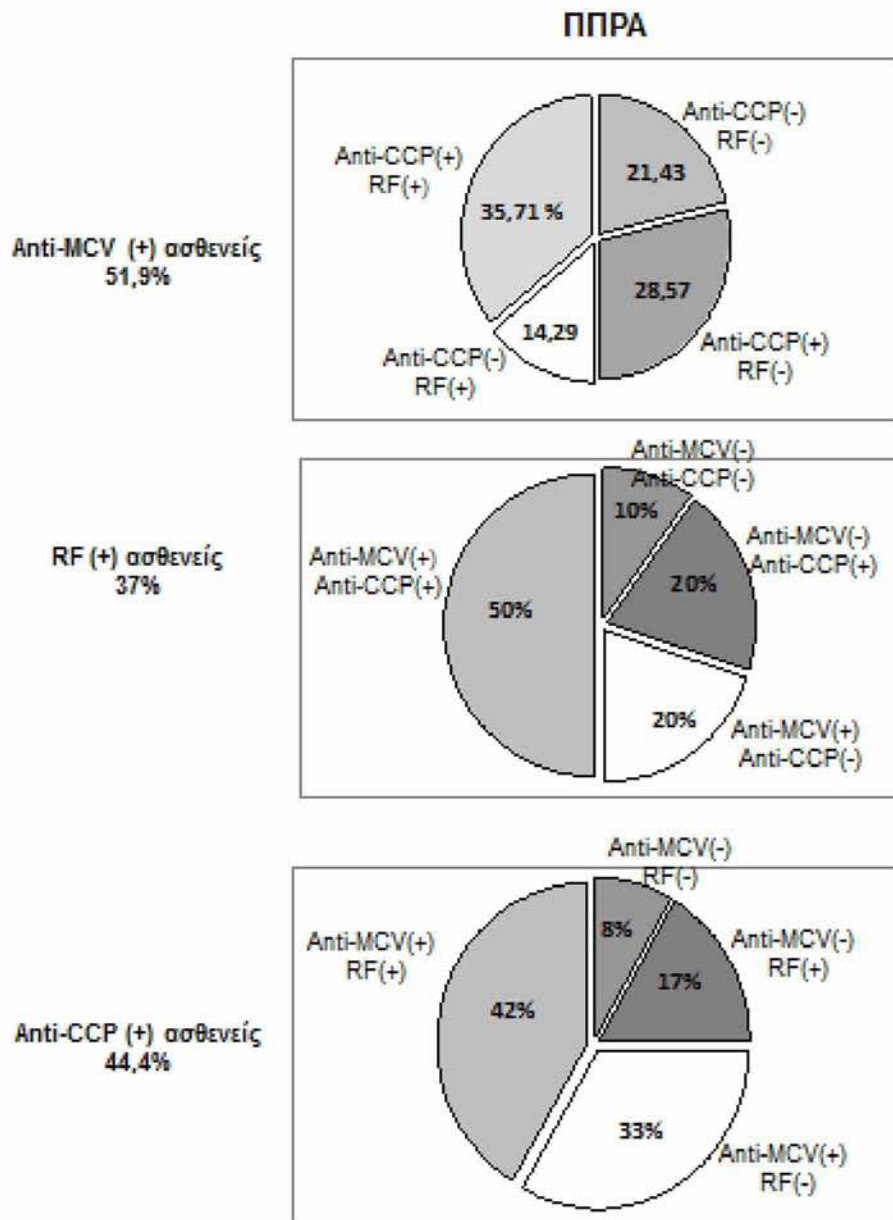 ΠΠΡΑ
Anti-CCP(-)
RF(-)
Anti-CCP(+)
RF(+)
21,43
35,71 %
Anti-MCV (+) ασθενείς
51,9%
28,57
14,29
Anti-CCP(+)
RF(-)
Anti-CCP(-)
RF(+)
Anti-MCV(-)
Anti-CCP(-)
10%
Anti-MCV(-)
Anti-CCP(+)
RF (+) ασθενείς
37%
Anti-MCV(+)
Anti-CCP(+)
50%
20%
20%
Anti-MCV(+)
Anti-CCP(-)
Anti-MCV(-)
RF(-)
8%
Anti-MCV(+)
RF(+)
Anti-MCV(-)
RF(+)
17%
42%
Anti-CCP (+) ασθενείς
44,4%
33%
Anti-MCV(+)
RF(-)